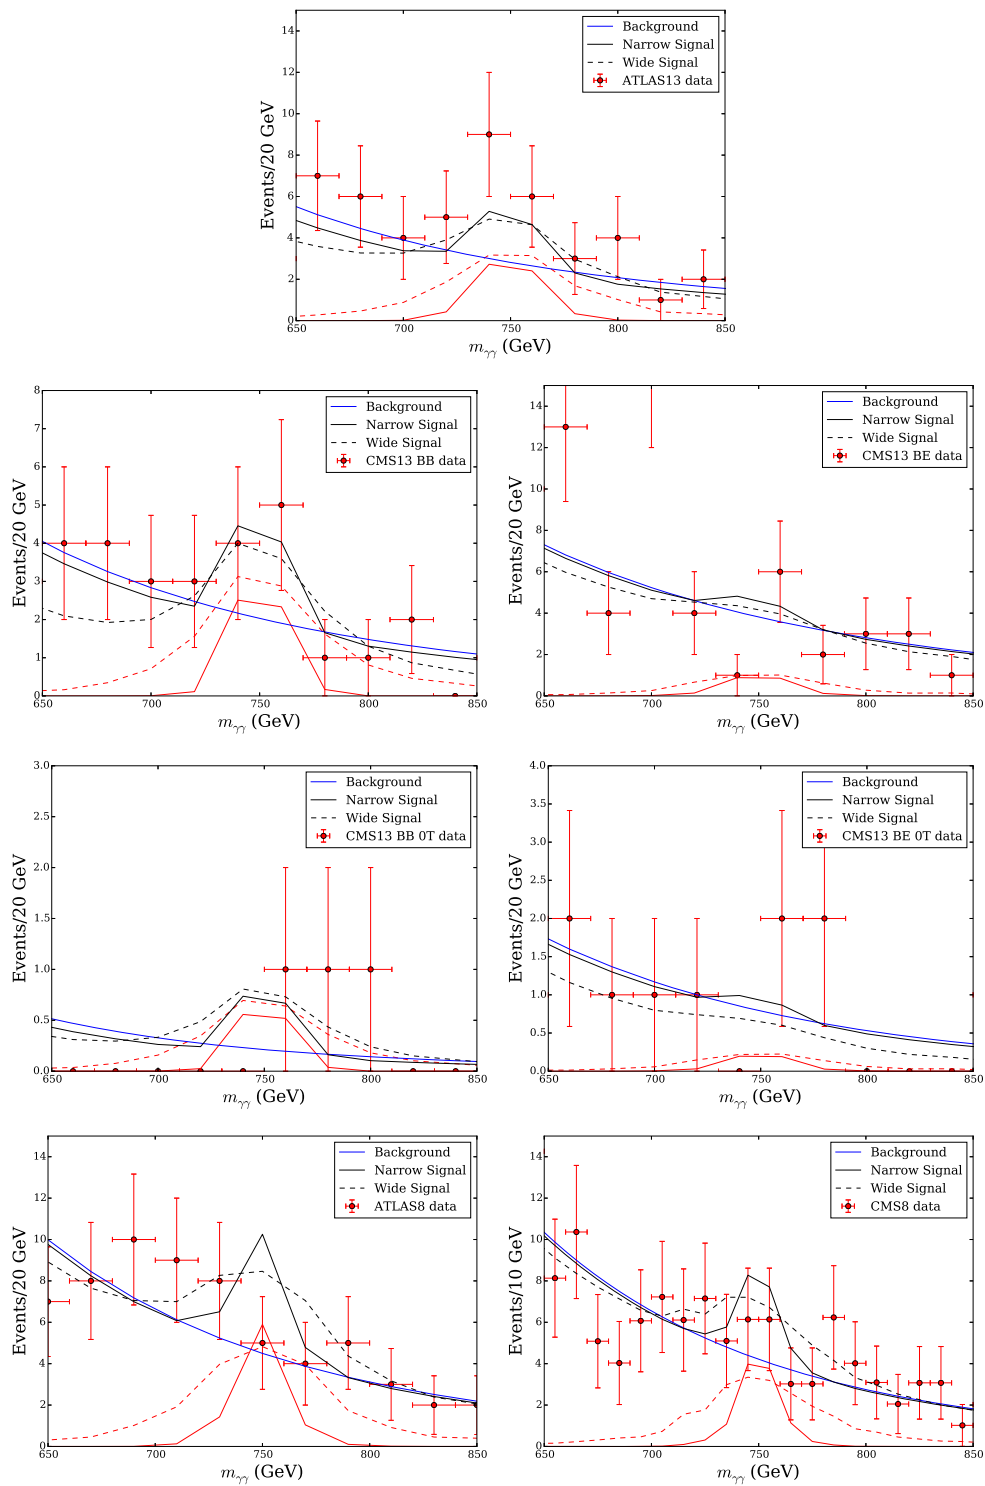 14
12
10
8
6
4
2
0
Events/20 GeV
Background
Narrow Signal
Wide Signal
ATLAS13 data
650 700 750 800 850
m_γγ (GeV)
8
7
6
5
4
3
2
1
0
Events/20 GeV
Background
Narrow Signal
Wide Signal
CMS13 BB data
650 700 750 800 850
m_γγ (GeV)
14
12
10
8
6
4
2
0
Events/20 GeV
Background
Narrow Signal
Wide Signal
CMS13 BE data
650 700 750 800 850
m_γγ (GeV)
3.0
2.5
2.0
1.5
1.0
0.5
0.0
Events/20 GeV
Background
Narrow Signal
Wide Signal
CMS13 BB 0T data
650 700 750 800 850
m_γγ (GeV)
4.0
3.5
3.0
2.5
2.0
1.5
1.0
0.5
0.0
Events/20 GeV
Background
Narrow Signal
Wide Signal
CMS13 BE 0T data
650 700 750 800 850
m_γγ (GeV)
14
12
10
8
6
4
2
0
Events/20 GeV
Background
Narrow Signal
Wide Signal
ATLAS8 data
650 700 750 800 850
m_γγ (GeV)
14
12
10
8
6
4
2
0
Events/10 GeV
Background
Narrow Signal
Wide Signal
CMS8 data
650 700 750 800 850
m_γγ (GeV)